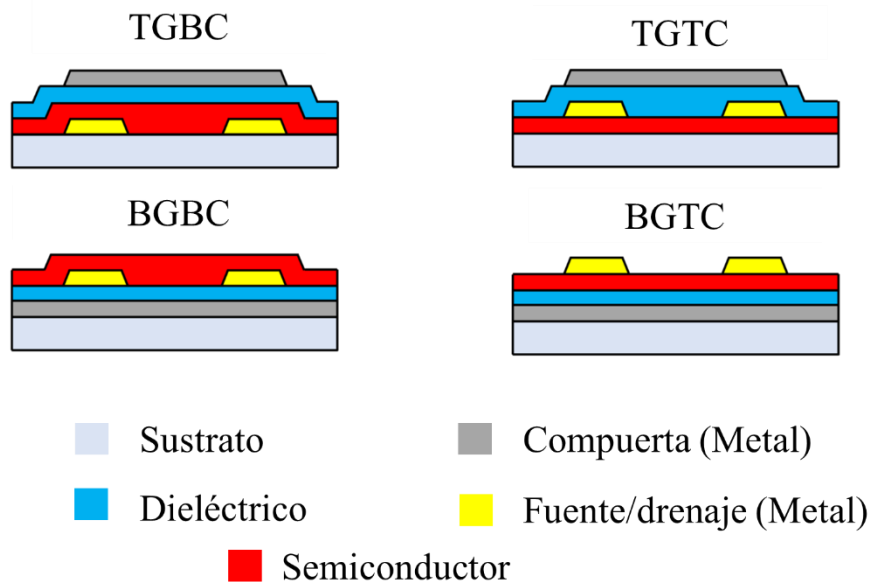 TGBC
TGTC
BGBC
BGTC
Sustrato
Compuerta (Metal)
Dieléctrico
Fuente/drenaje (Metal)
Semiconductor